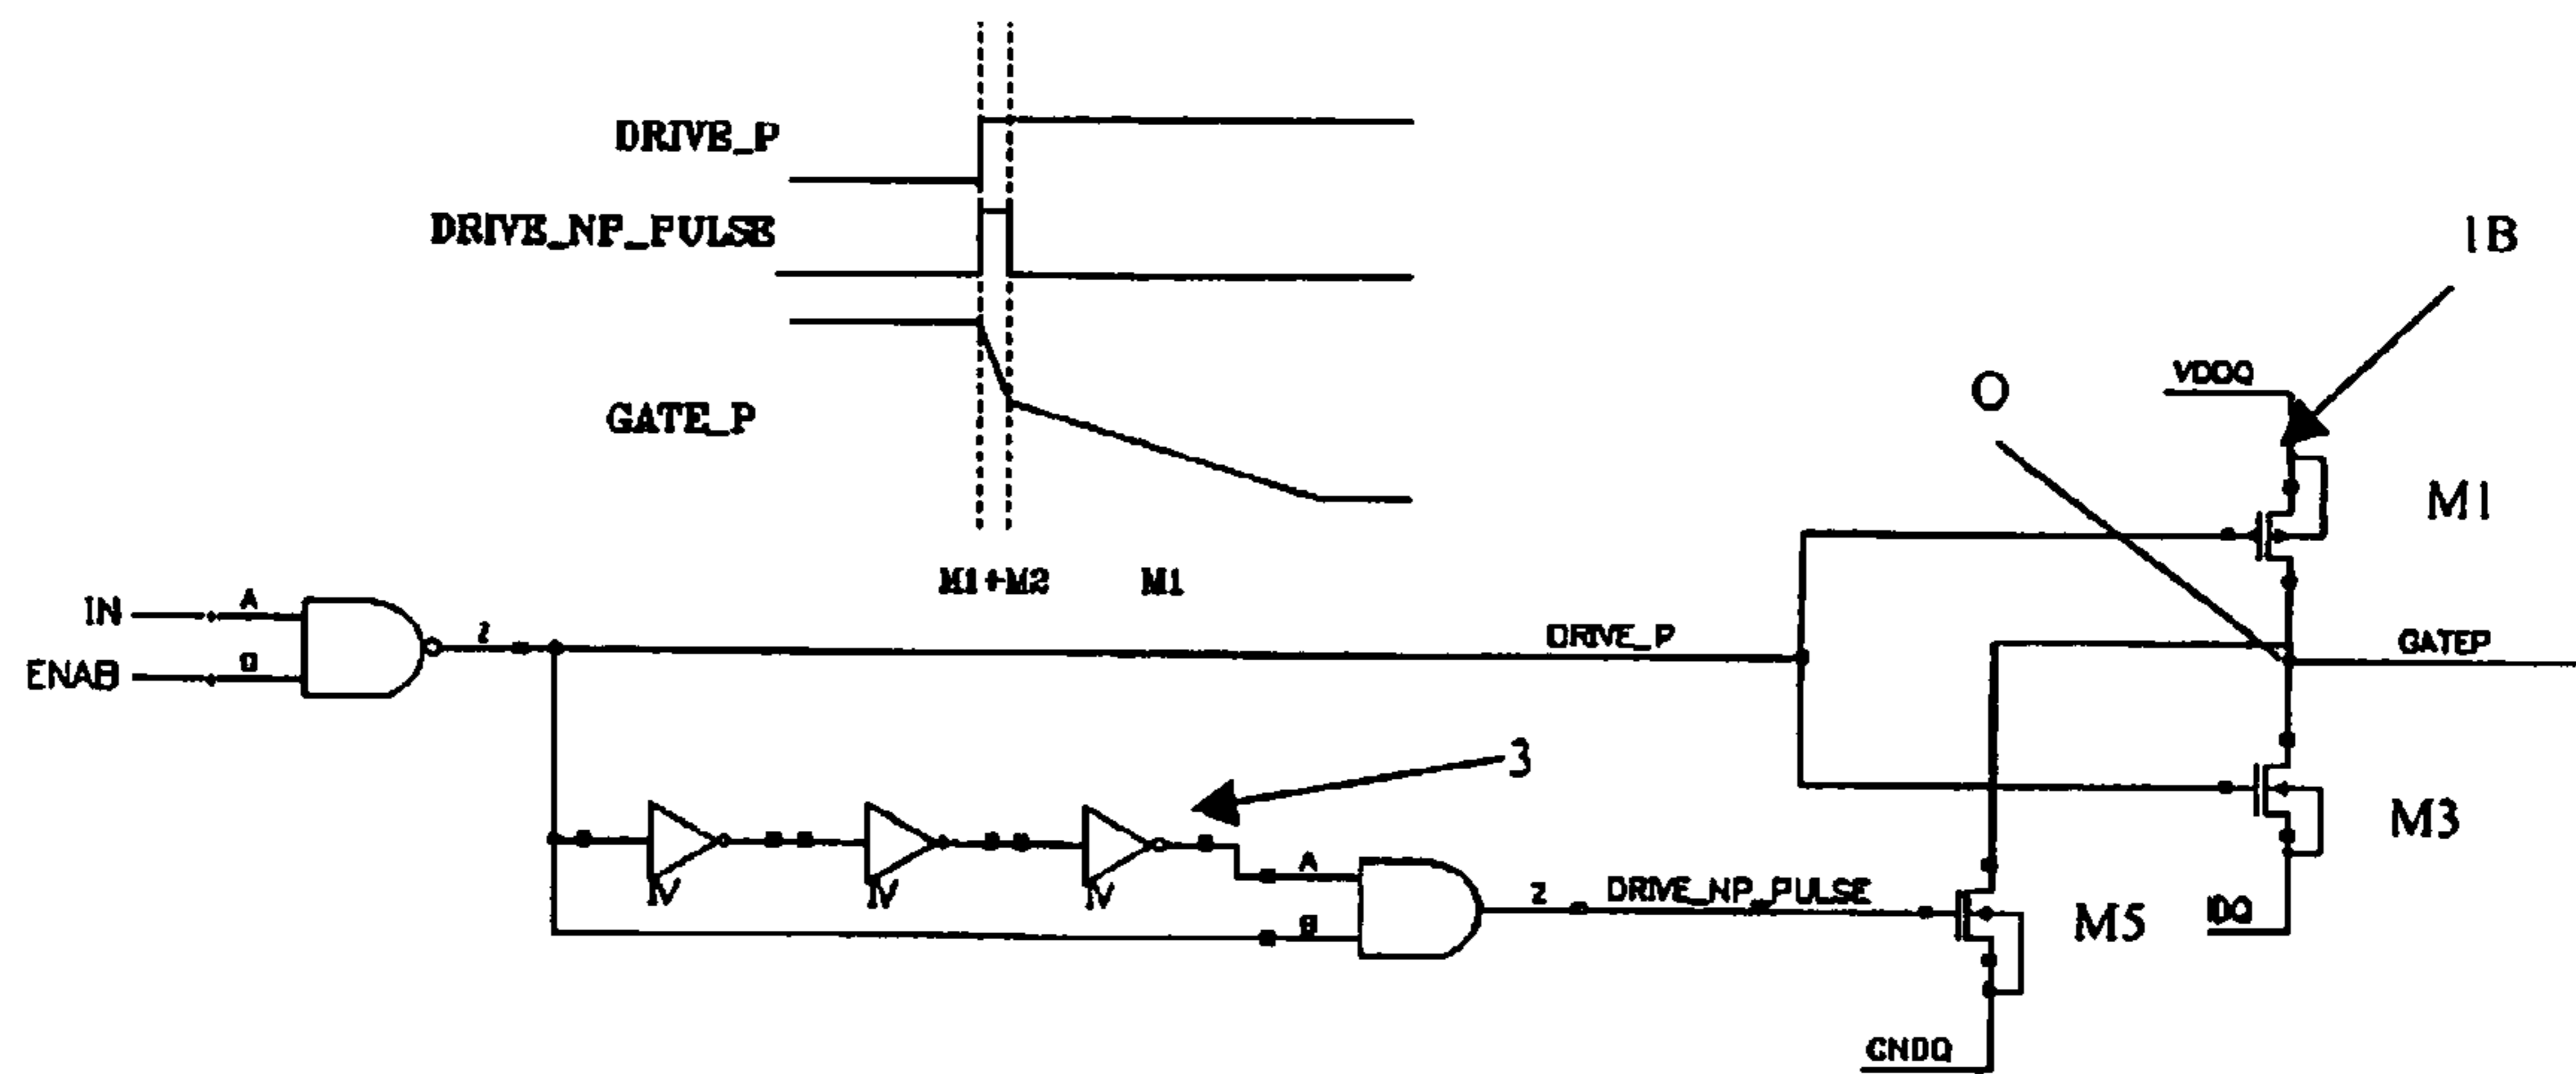 DRIVE_P
DRIVE_NP_PULSE
GATE_P
M1+M2 M1
1B
O
VDDQ
M1
IN A
ENAB B
Z
DRIVE_P
GATEP
3
M3
IV IV IV
A
B
Z DRIVE_NP_PULSE
M5
GNDQ